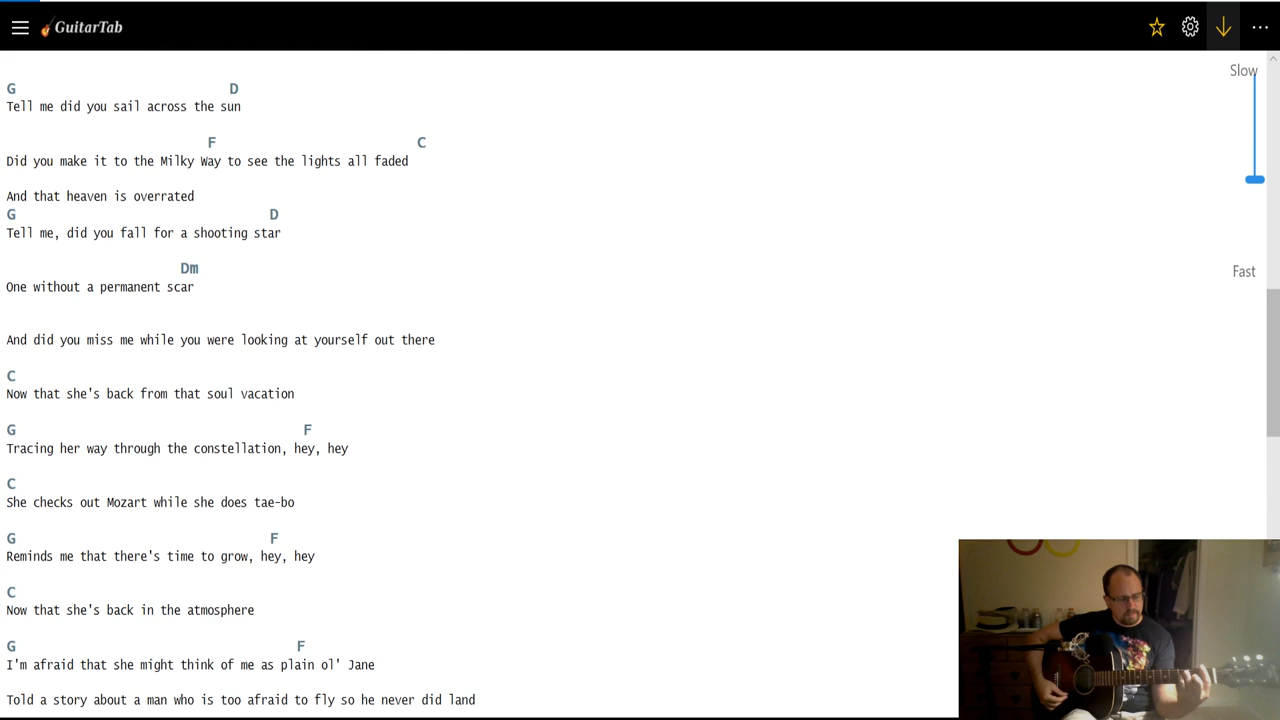 GuitarTab
Slow
G D
Tell me did you sail across the sun
F C
Did you make it to the Milky Way to see the lights all faded
And that heaven is overrated
G D
Tell me, did you fall for a shooting star
Dm
One without a permanent scar
Fast
And did you miss me while you were looking at yourself out there
C
Now that she's back from that soul vacation
G F
Tracing her way through the constellation, hey, hey
C
She checks out Mozart while she does tae-bo
G F
Reminds me that there's time to grow, hey, hey
C
Now that she's back in the atmosphere
G F
I'm afraid that she might think of me as plain ol' Jane
Told a story about a man who is too afraid to fly so he never did land